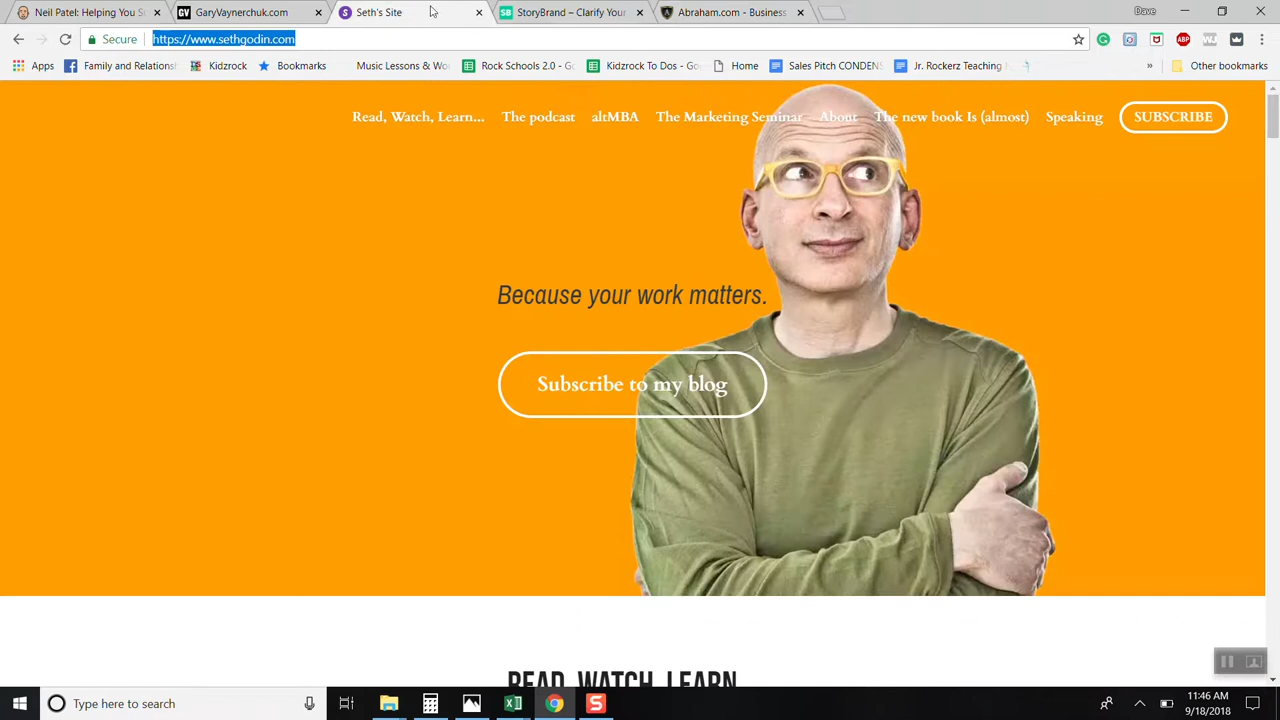 Neil Patel: Helping You S
GaryVaynerchuk.com
Seth's Site
StoryBrand – Clarify Your
Abraham.com - Business
Dave
Secure
https://www.sethgodin.com
Apps
Family and Relations
Kidzrock
Bookmarks
Music Lessons & Wo
Rock Schools 2.0 - Go
Kidzrock To Dos - Go
Home
Sales Pitch CONDENS
Jr. Rockerz Teaching
Other bookmarks
Read, Watch, Learn...
The podcast
altMBA
The Marketing Seminar
About
The new book Is (almost)
Speaking
SUBSCRIBE
Because your work matters.
Subscribe to my blog
READ, WATCH, LEARN
Type here to search
11:46 AM
9/18/2018